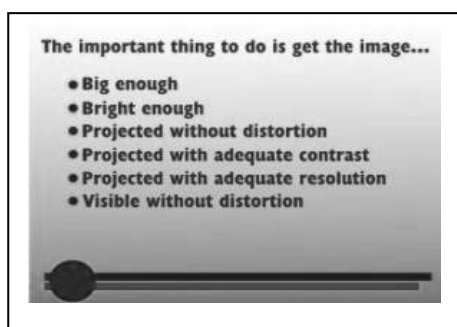 The important thing to do is get the image...
• Big enough
• Bright enough
• Projected without distortion
• Projected with adequate contrast
• Projected with adequate resolution
• Visible without distortion